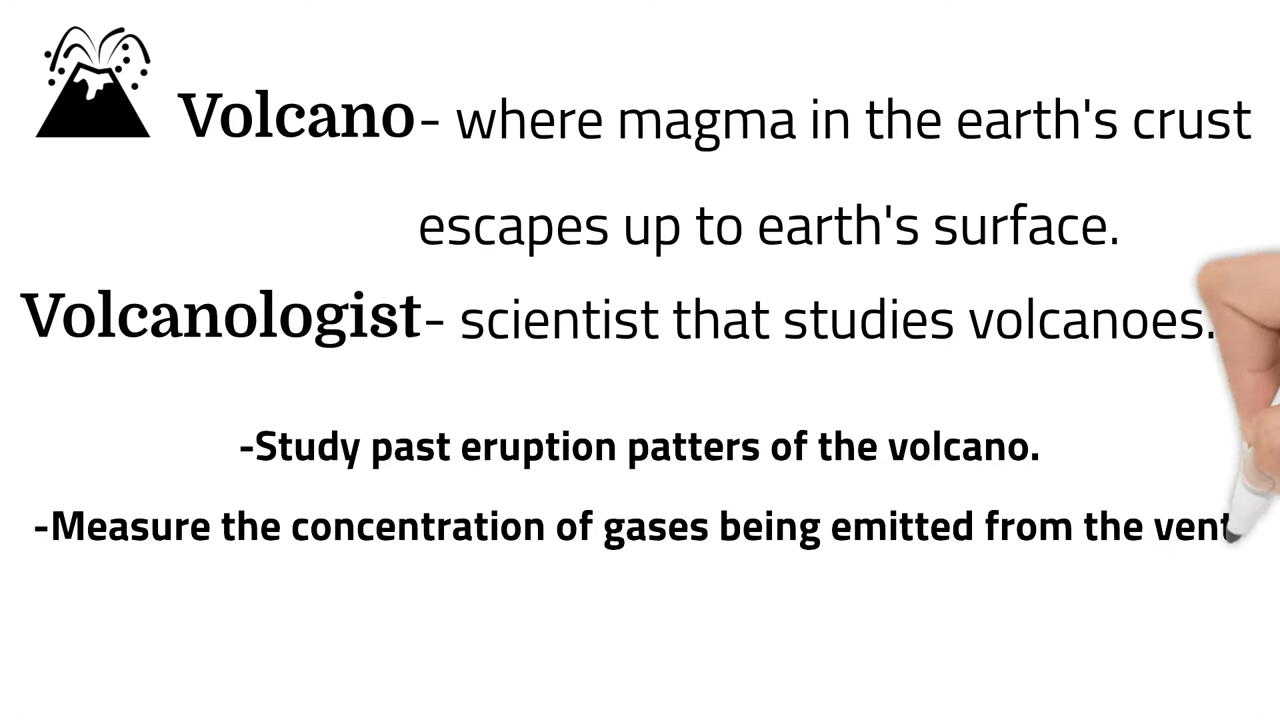 Volcano- where magma in the earth's crust
escapes up to earth's surface.
Volcanologist- scientist that studies volcanoes.
-Study past eruption patters of the volcano.
-Measure the concentration of gases being emitted from the vent